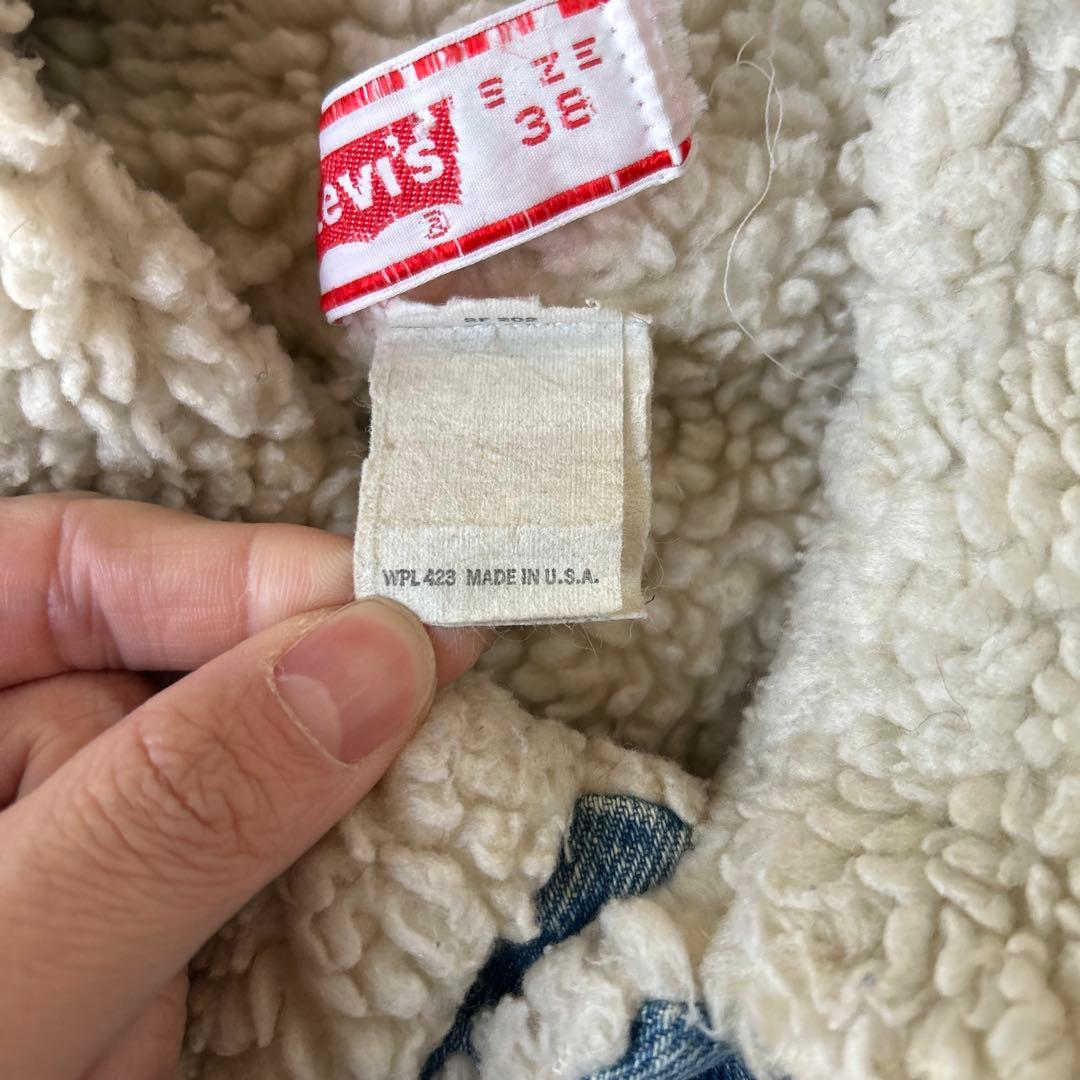 SIZE
38
Levi's
WPL 423 MADE IN U.S.A.